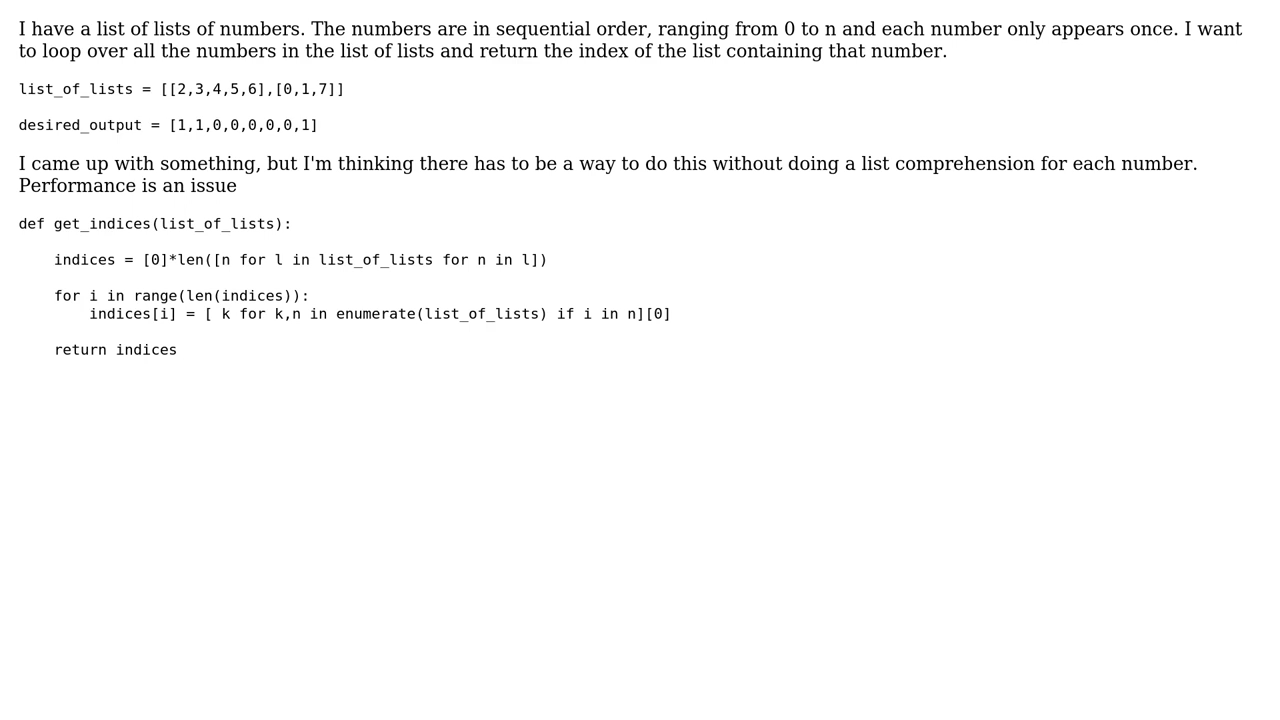 I have a list of lists of numbers. The numbers are in sequential order, ranging from 0 to n and each number only appears once. I want
to loop over all the numbers in the list of lists and return the index of the list containing that number.
list_of_lists = [[2,3,4,5,6],[0,1,7]]
desired_output = [1,1,0,0,0,0,0,1]
I came up with something, but I'm thinking there has to be a way to do this without doing a list comprehension for each number.
Performance is an issue
def get_indices(list_of_lists):
    indices = [0]*len([n for l in list_of_lists for n in l])
    for i in range(len(indices)):
        indices[i] = [ k for k,n in enumerate(list_of_lists) if i in n][0]
    return indices